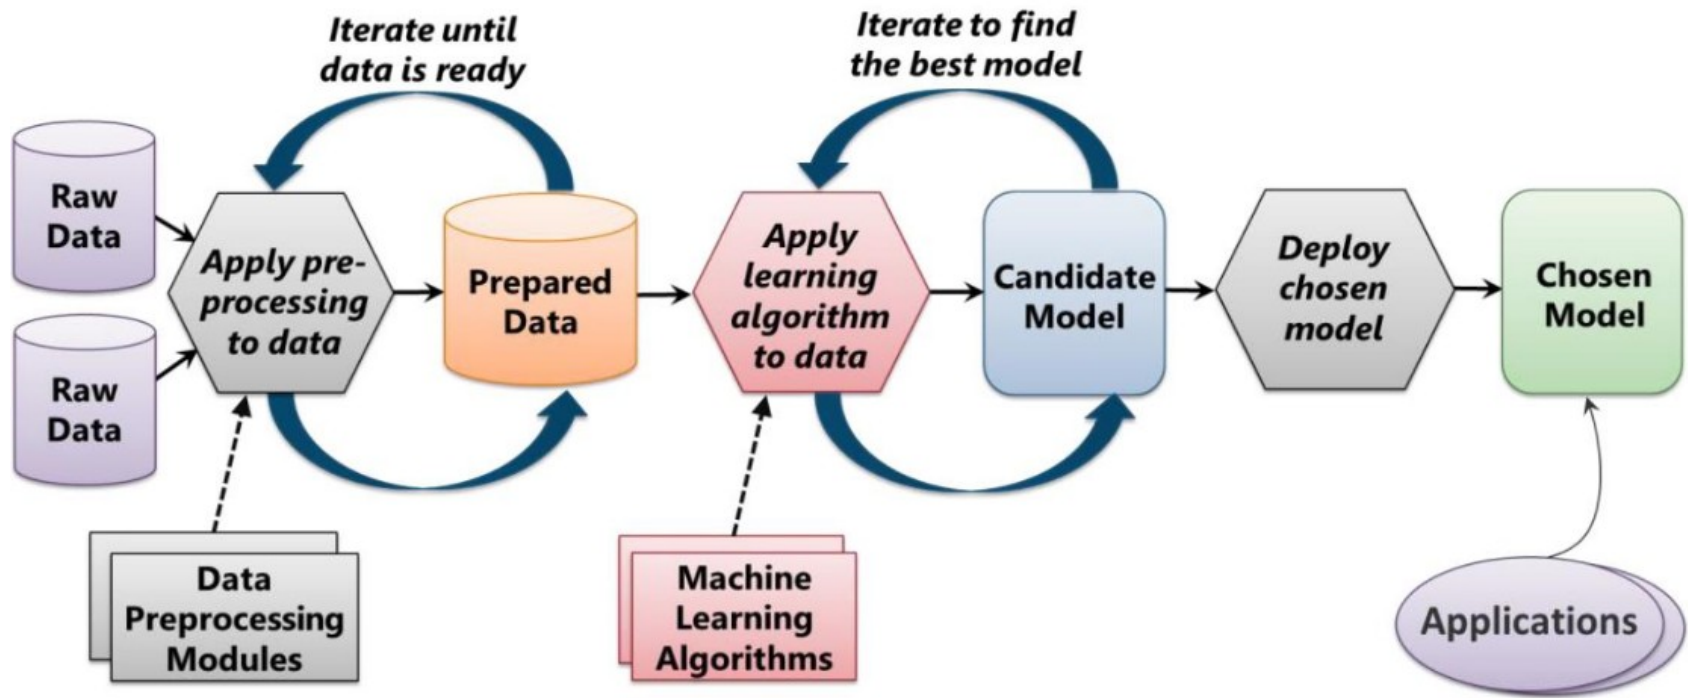 Iterate until
data is ready
Iterate to find
the best model
Raw
Data
Raw
Data
Apply pre-
processing
to data
Prepared
Data
Apply
learning
algorithm
to data
Candidate
Model
Deploy
chosen
model
Chosen
Model
Data
Preprocessing
Modules
Machine
Learning
Algorithms
Applications